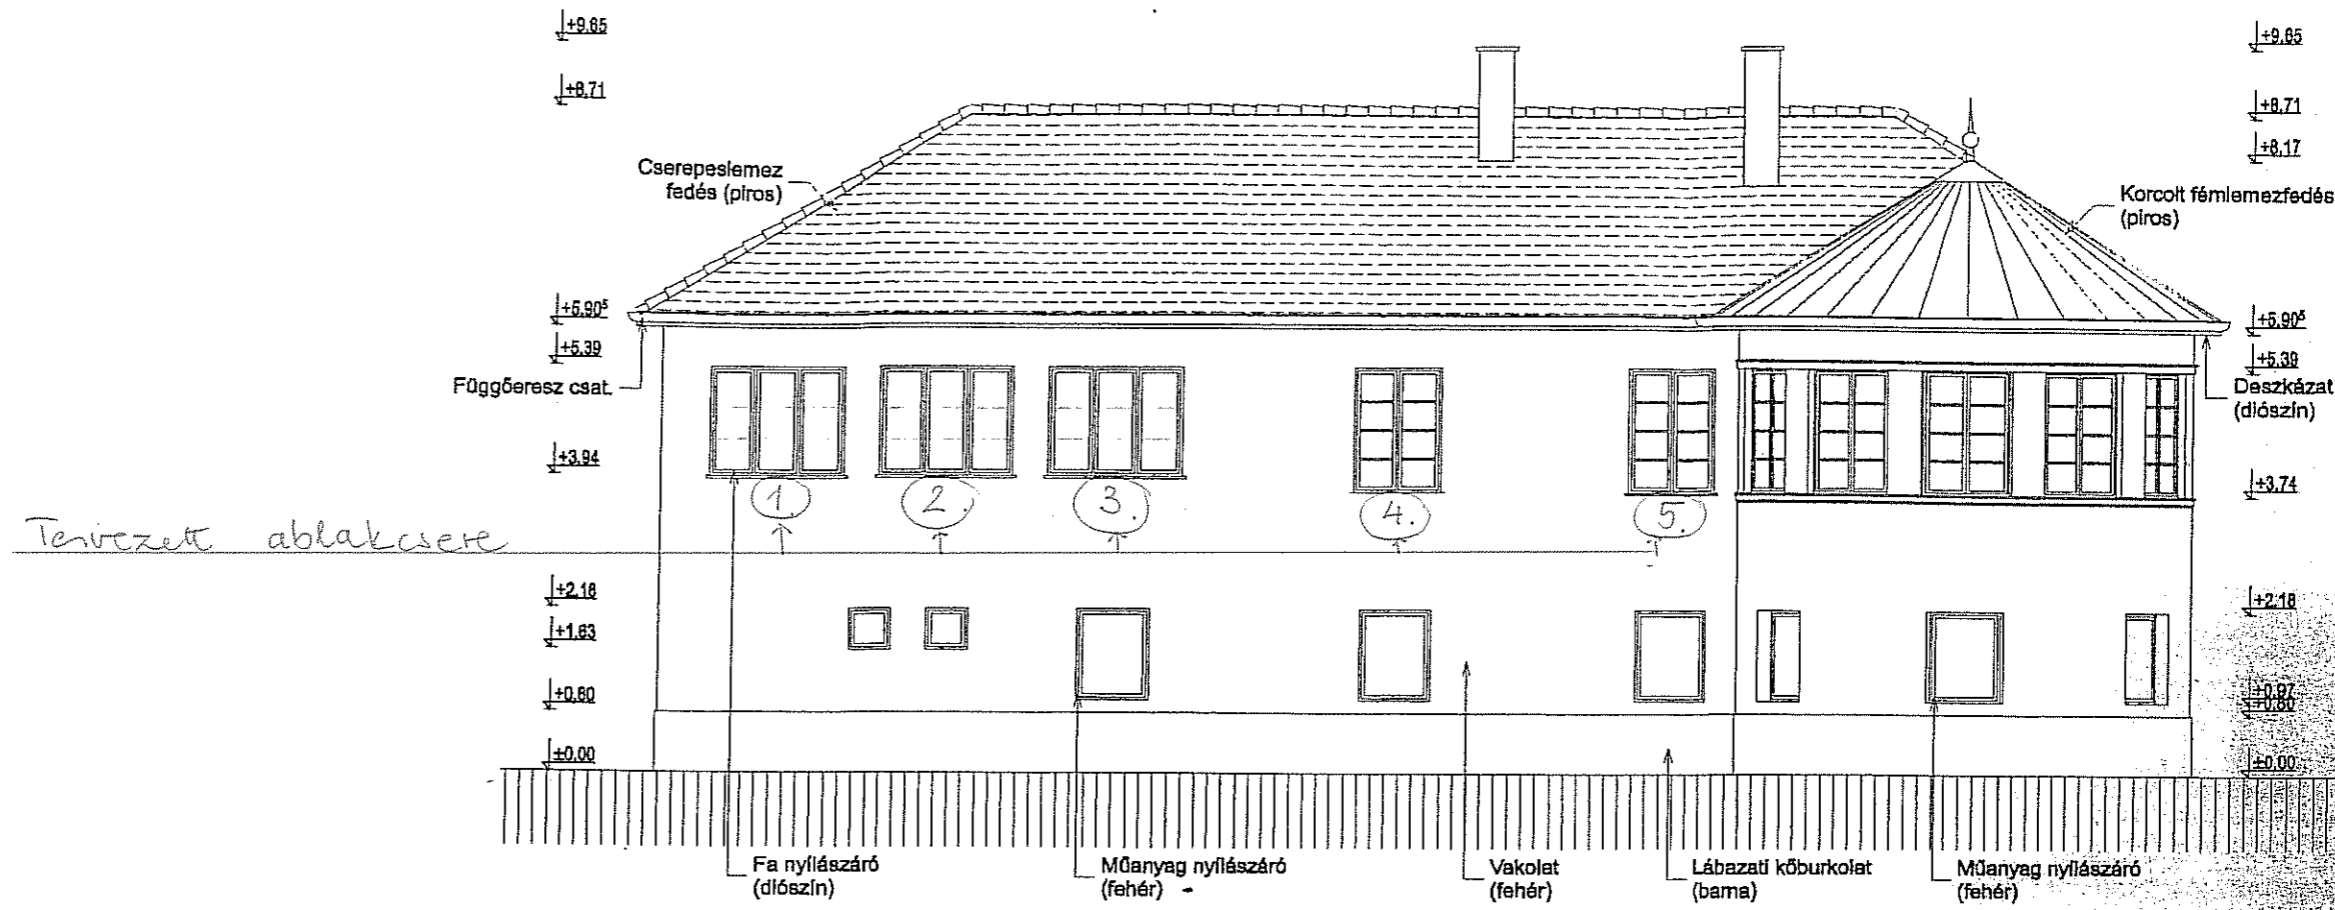 +9.65
+9.65
+8.71
+8.71
+8.17
Cserepeslemez
fedés (piros)
Korcolt fémlemezfedés
(piros)
+5.90⁵
+5.90⁵
+5.39
+5.39
Függőeresz csat.
Deszkázat
(diószín)
+3.94
+3.74
1.
2.
3.
4.
5.
Tervezett ablakcsere
+2.18
+2.18
+1.63
+0.80
+0.97
+0.80
±0.00
±0.00
Fa nyílászáró
(diószín)
Műanyag nyílászáró
(fehér)
Vakolat
(fehér)
Lábazati kőburkolat
(barna)
Műanyag nyílászáró
(fehér)